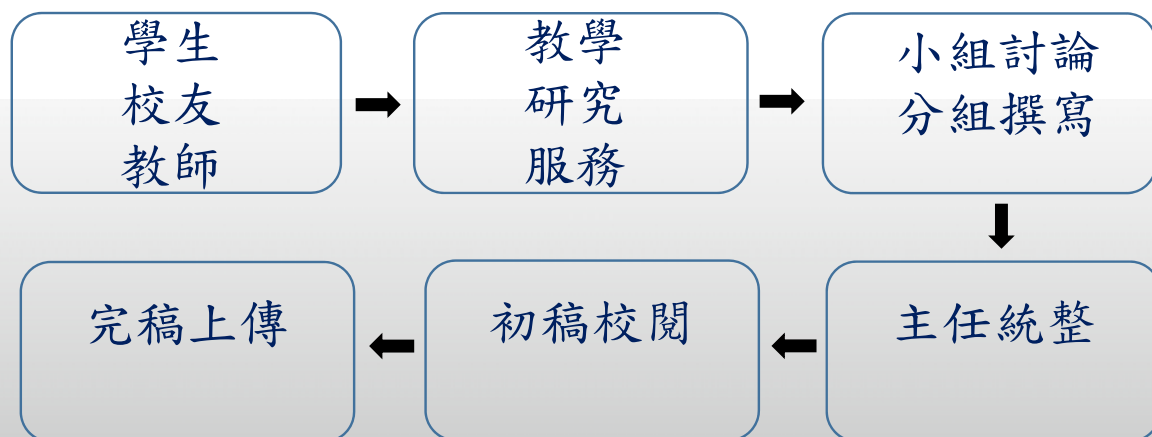 學生
校友
教師
教學
研究
服務
小組討論
分組撰寫
主任統整
初稿校閱
完稿上傳